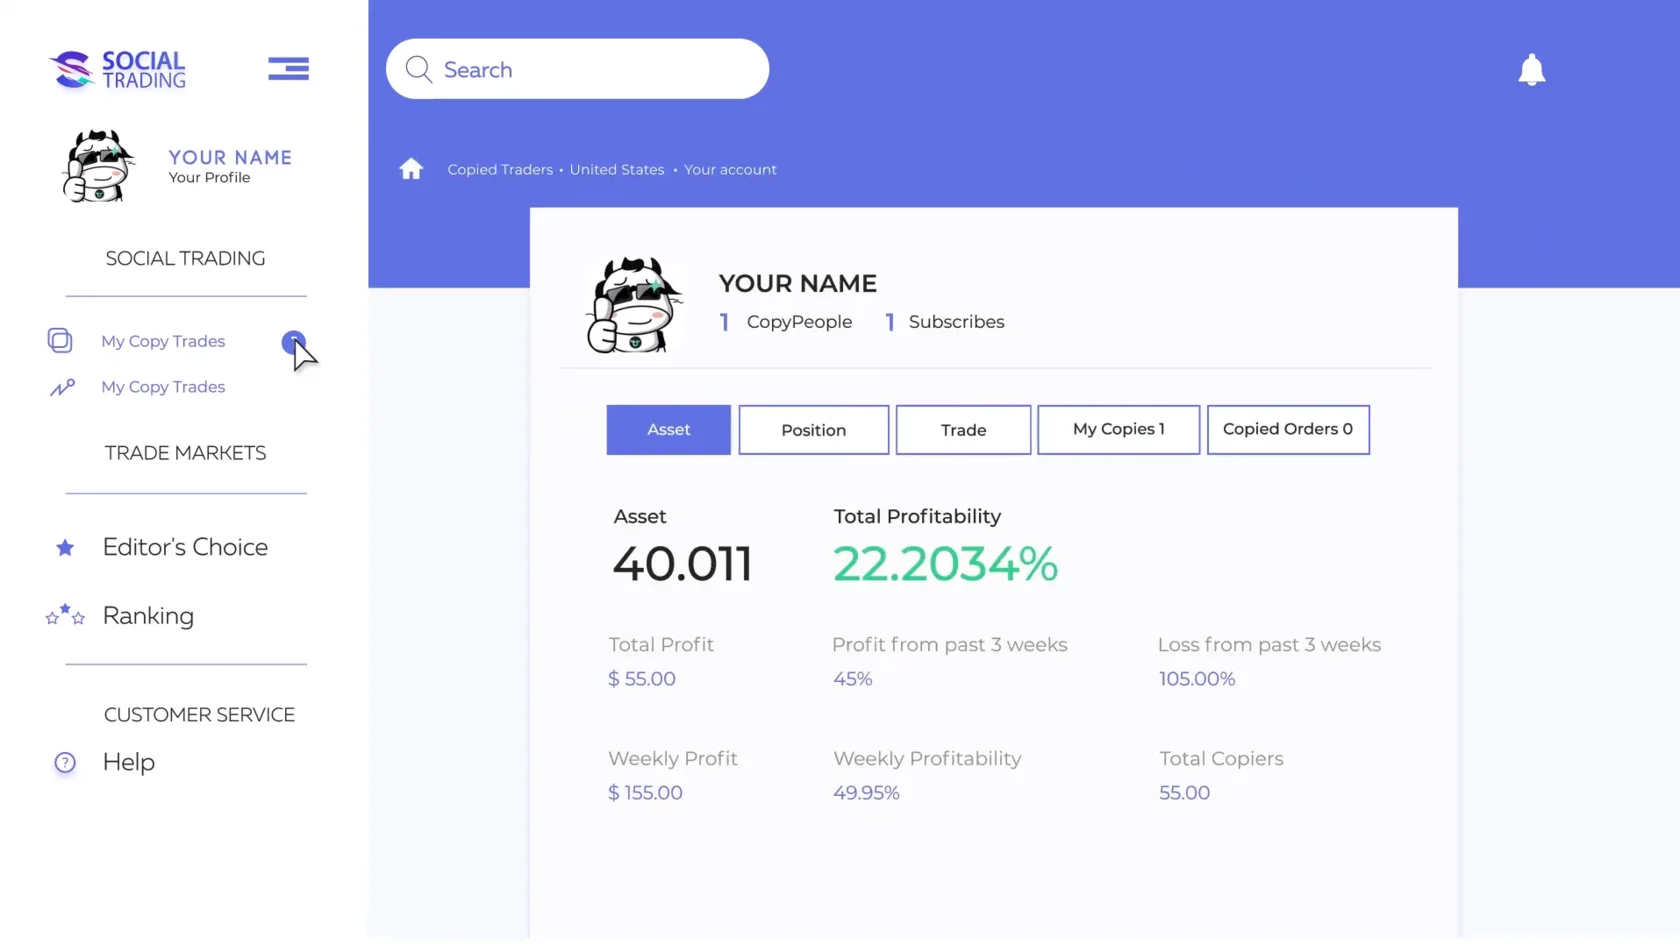 SOCIAL
TRADING
Search
YOUR NAME
Your Profile
Copied Traders • United States • Your account
SOCIAL TRADING
My Copy Trades
My Copy Trades
TRADE MARKETS
Editor's Choice
Ranking
CUSTOMER SERVICE
? Help
YOUR NAME
1 CopyPeople 1 Subscribes
Asset Position Trade My Copies 1 Copied Orders 0
Asset Total Profitability
40.011 22.2034%
Total Profit Profit from past 3 weeks Loss from past 3 weeks
$ 55.00 45% 105.00%
Weekly Profit Weekly Profitability Total Copiers
$ 155.00 49.95% 55.00